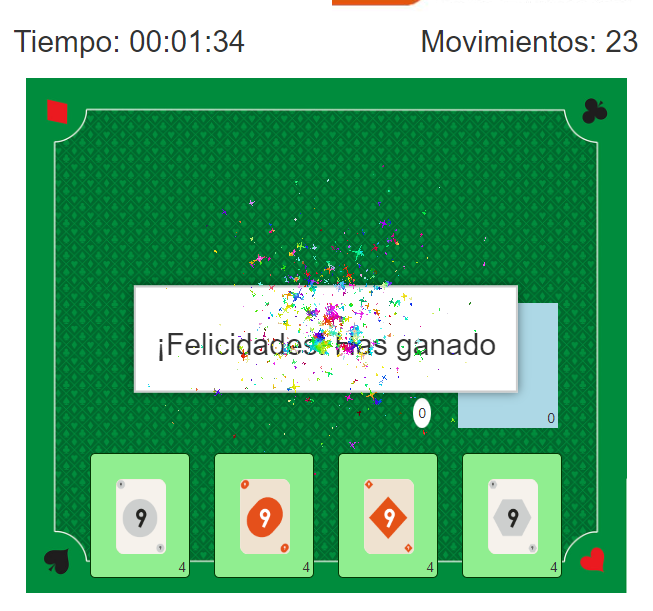 Tiempo: 00:01:34
Movimientos: 23
¡Felicidades! Has ganado
0
0
9 9 9 9
4 4 4 4